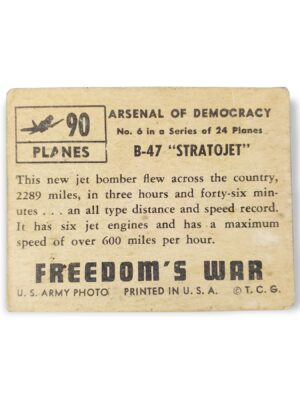 90
PLANES
ARSENAL OF DEMOCRACY
No. 6 in a Series of 24 Planes
B-47 "STRATOJET"
This new jet bomber flew across the country,
2289 miles, in three hours and forty-six min-
utes . . . an all type distance and speed record.
It has six jet engines and has a maximum
speed of over 600 miles per hour.
FREEDOM'S WAR
U. S. ARMY PHOTO PRINTED IN U. S. A. © T. C. G.